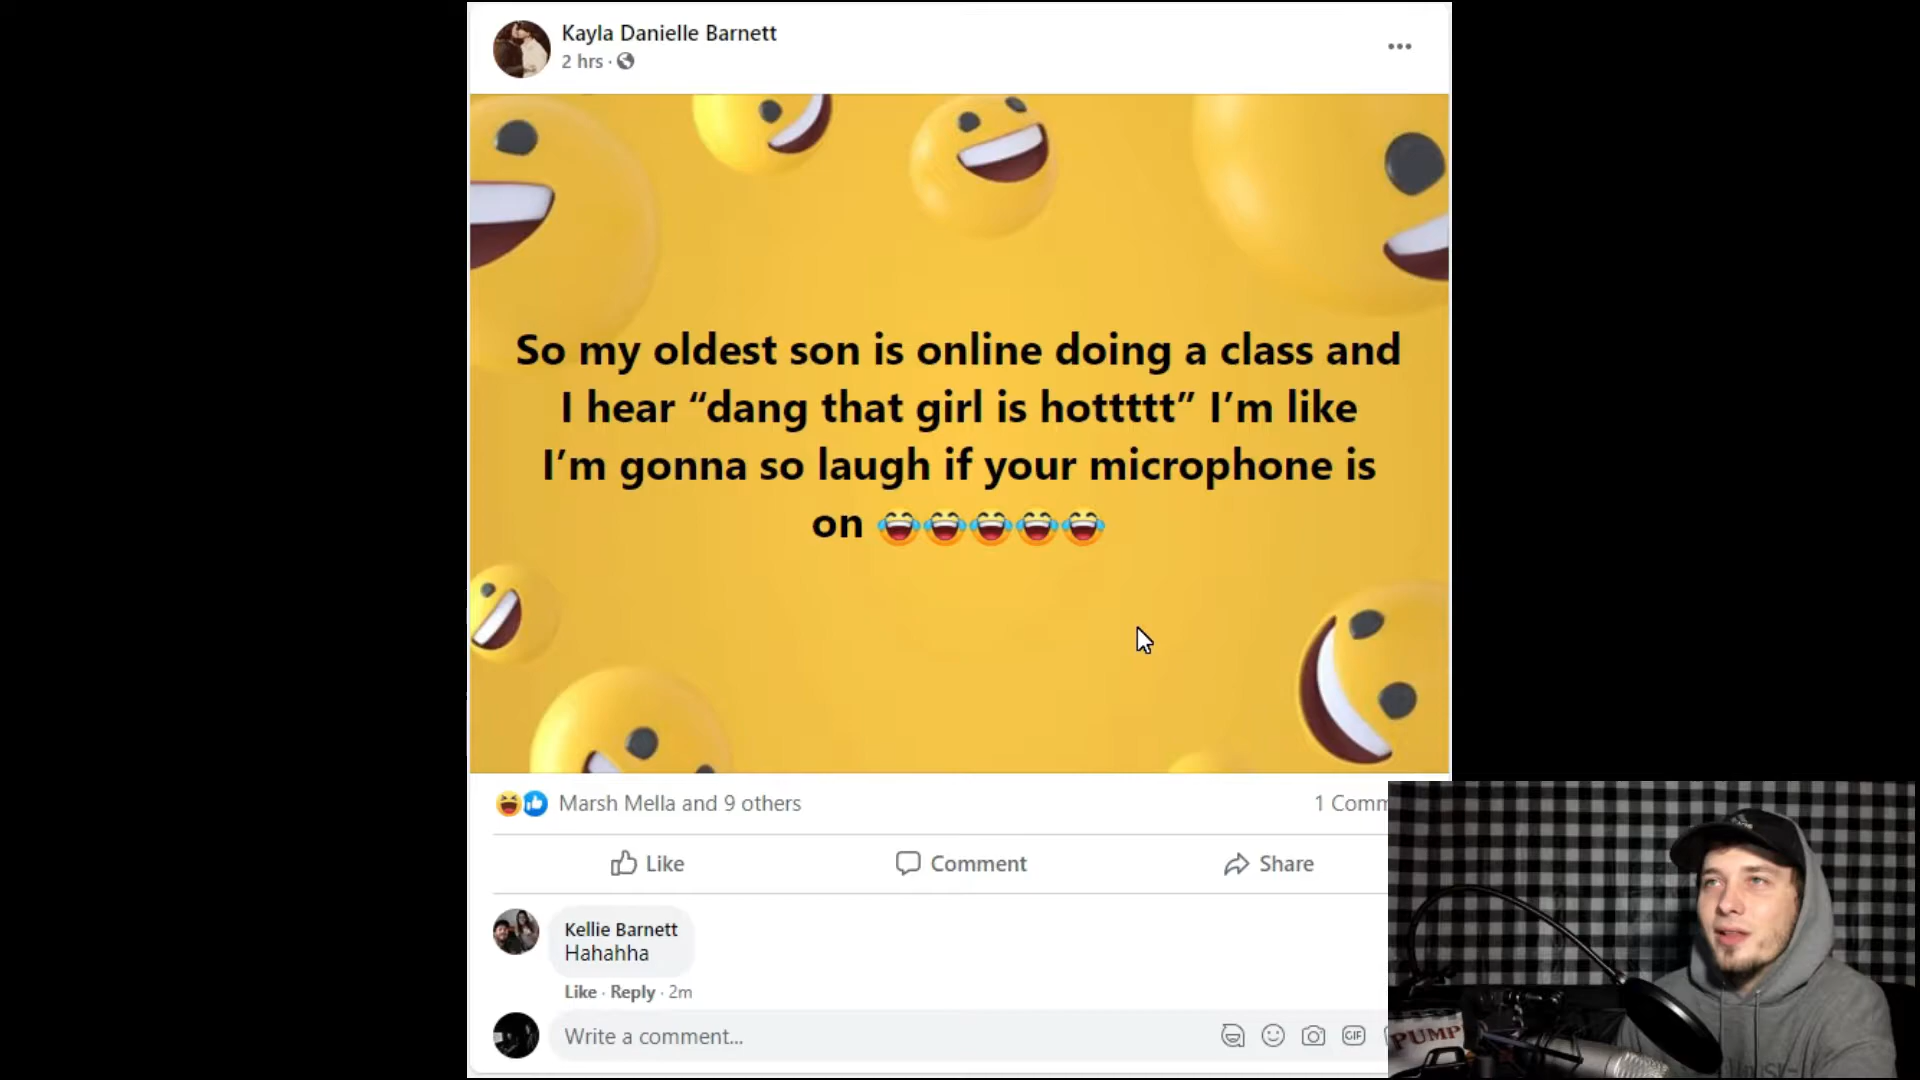 Kayla Danielle Barnett
2 hrs ·
So my oldest son is online doing a class and
I hear “dang that girl is hottttt” I’m like
I’m gonna so laugh if your microphone is
on 😂😂😂😂😂
Marsh Mella and 9 others
1 Comm
Like
Comment
Share
Kellie Barnett
Hahahha
Like · Reply · 2m
Write a comment...
GIF
PUMP